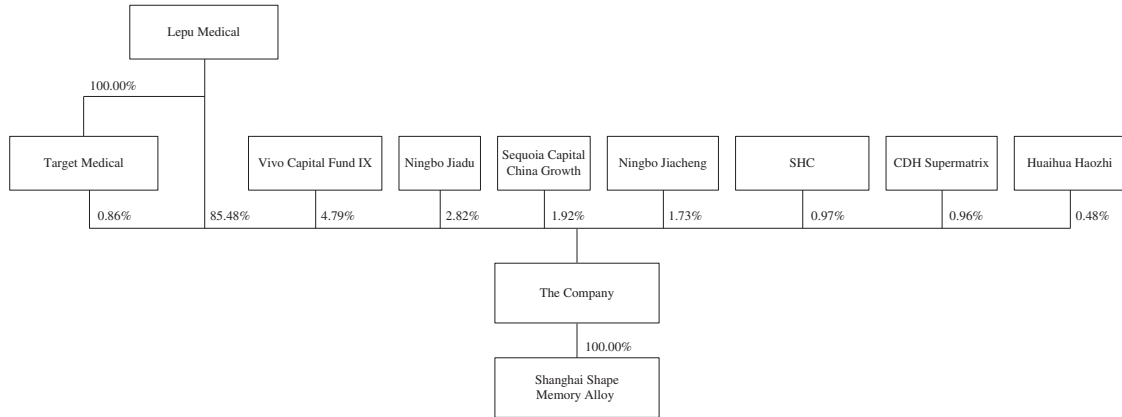 Lepu Medical
100.00%
Target Medical
Vivo Capital Fund IX
Ningbo Jiadu
Sequoia Capital
China Growth
Ningbo Jiacheng
SHC
CDH Supermatrix
Huaihua Haozhi
0.86%
85.48%
4.79%
2.82%
1.92%
1.73%
0.97%
0.96%
0.48%
The Company
100.00%
Shanghai Shape
Memory Alloy